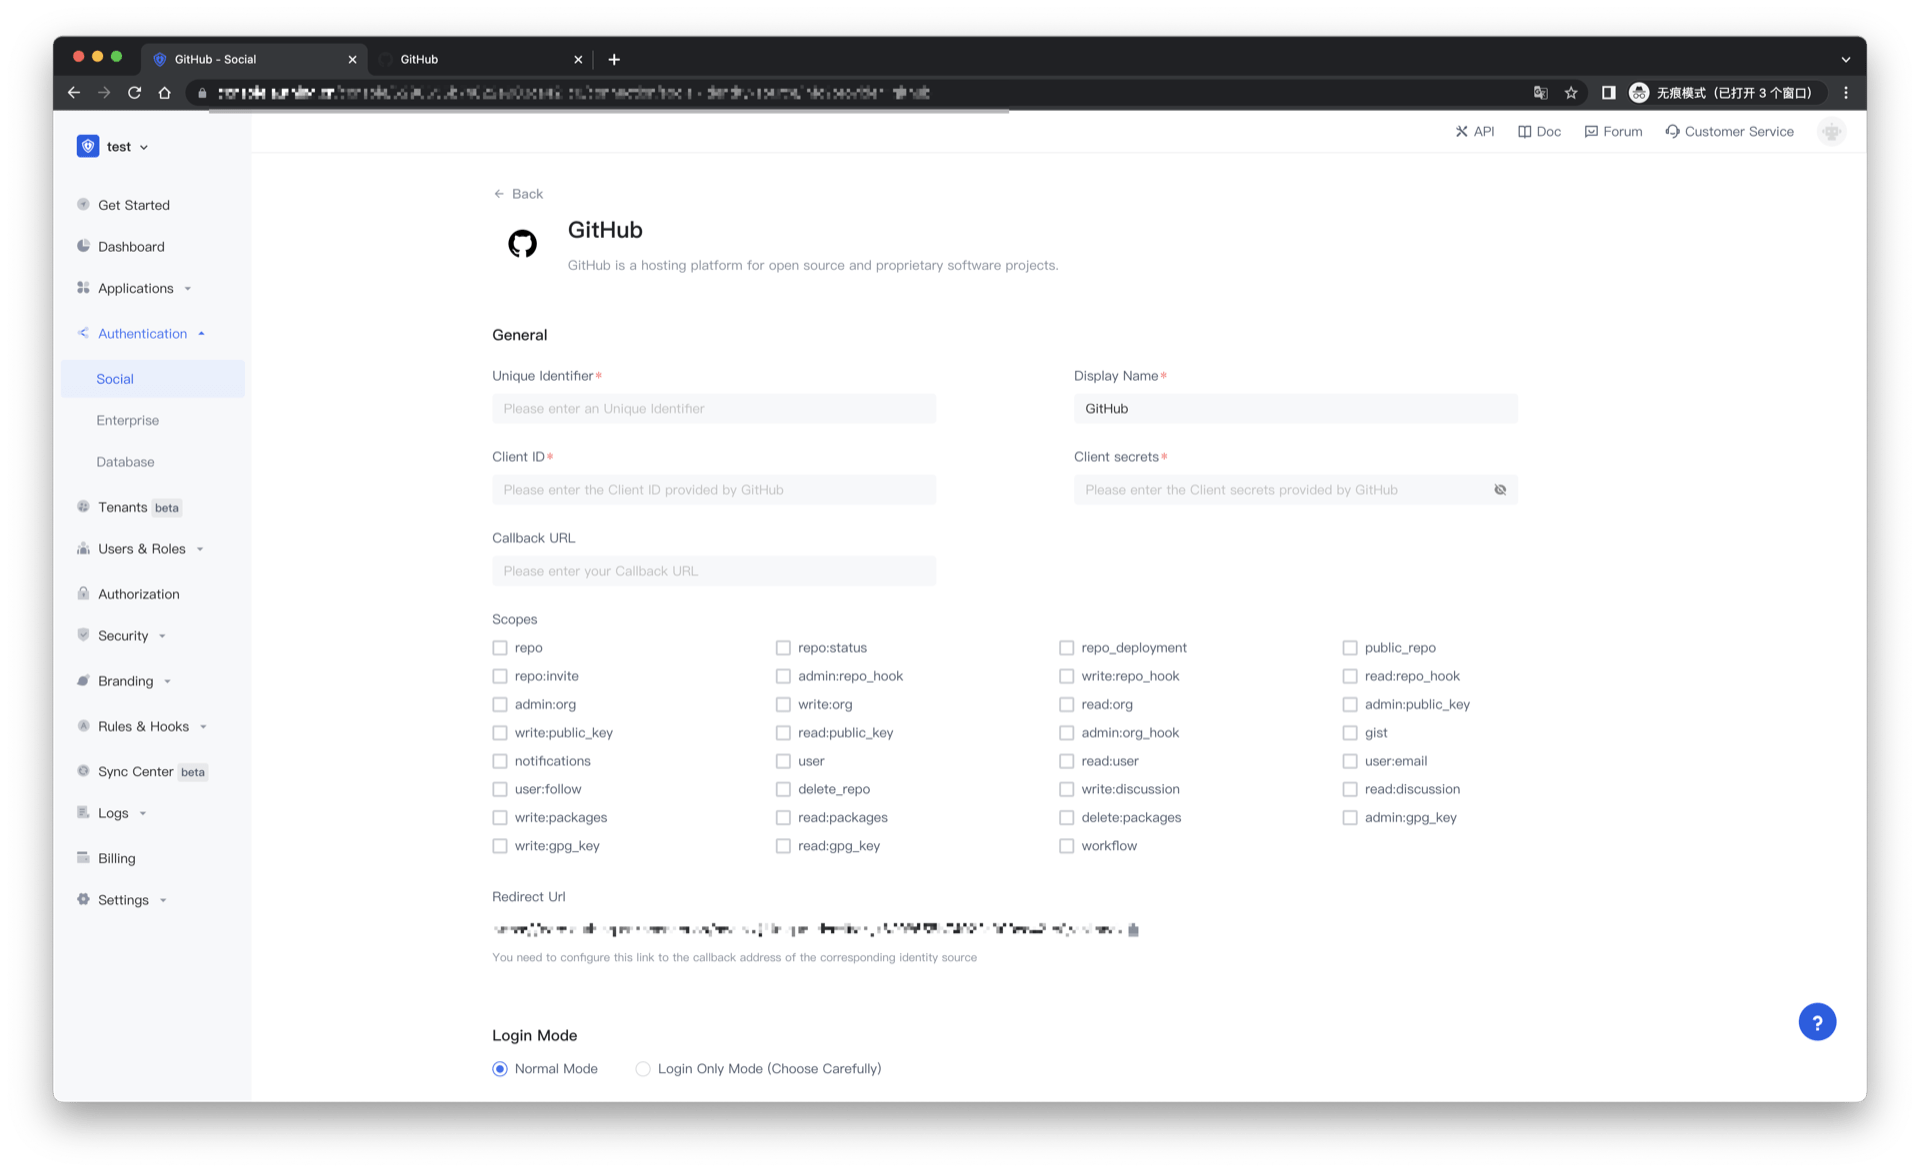 GitHub - Social
GitHub
无痕模式（已打开 3 个窗口）
test
API
Doc
Forum
Customer Service
Get Started
Dashboard
Applications
Authentication
Social
Enterprise
Database
Tenants beta
Users & Roles
Authorization
Security
Branding
Rules & Hooks
Sync Center beta
Logs
Billing
Settings
Back
GitHub
GitHub is a hosting platform for open source and proprietary software projects.
General
Unique Identifier*
Display Name*
Please enter an Unique Identifier
GitHub
Client ID*
Client secrets*
Please enter the Client ID provided by GitHub
Please enter the Client secrets provided by GitHub
Callback URL
Please enter your Callback URL
Scopes
repo
repo:status
repo_deployment
public_repo
repo:invite
admin:repo_hook
write:repo_hook
read:repo_hook
admin:org
write:org
read:org
admin:public_key
write:public_key
read:public_key
admin:org_hook
gist
notifications
user
read:user
user:email
user:follow
delete_repo
write:discussion
read:discussion
write:packages
read:packages
delete:packages
admin:gpg_key
write:gpg_key
read:gpg_key
workflow
Redirect Url
You need to configure this link to the callback address of the corresponding identity source
Login Mode
Normal Mode
Login Only Mode (Choose Carefully)
?